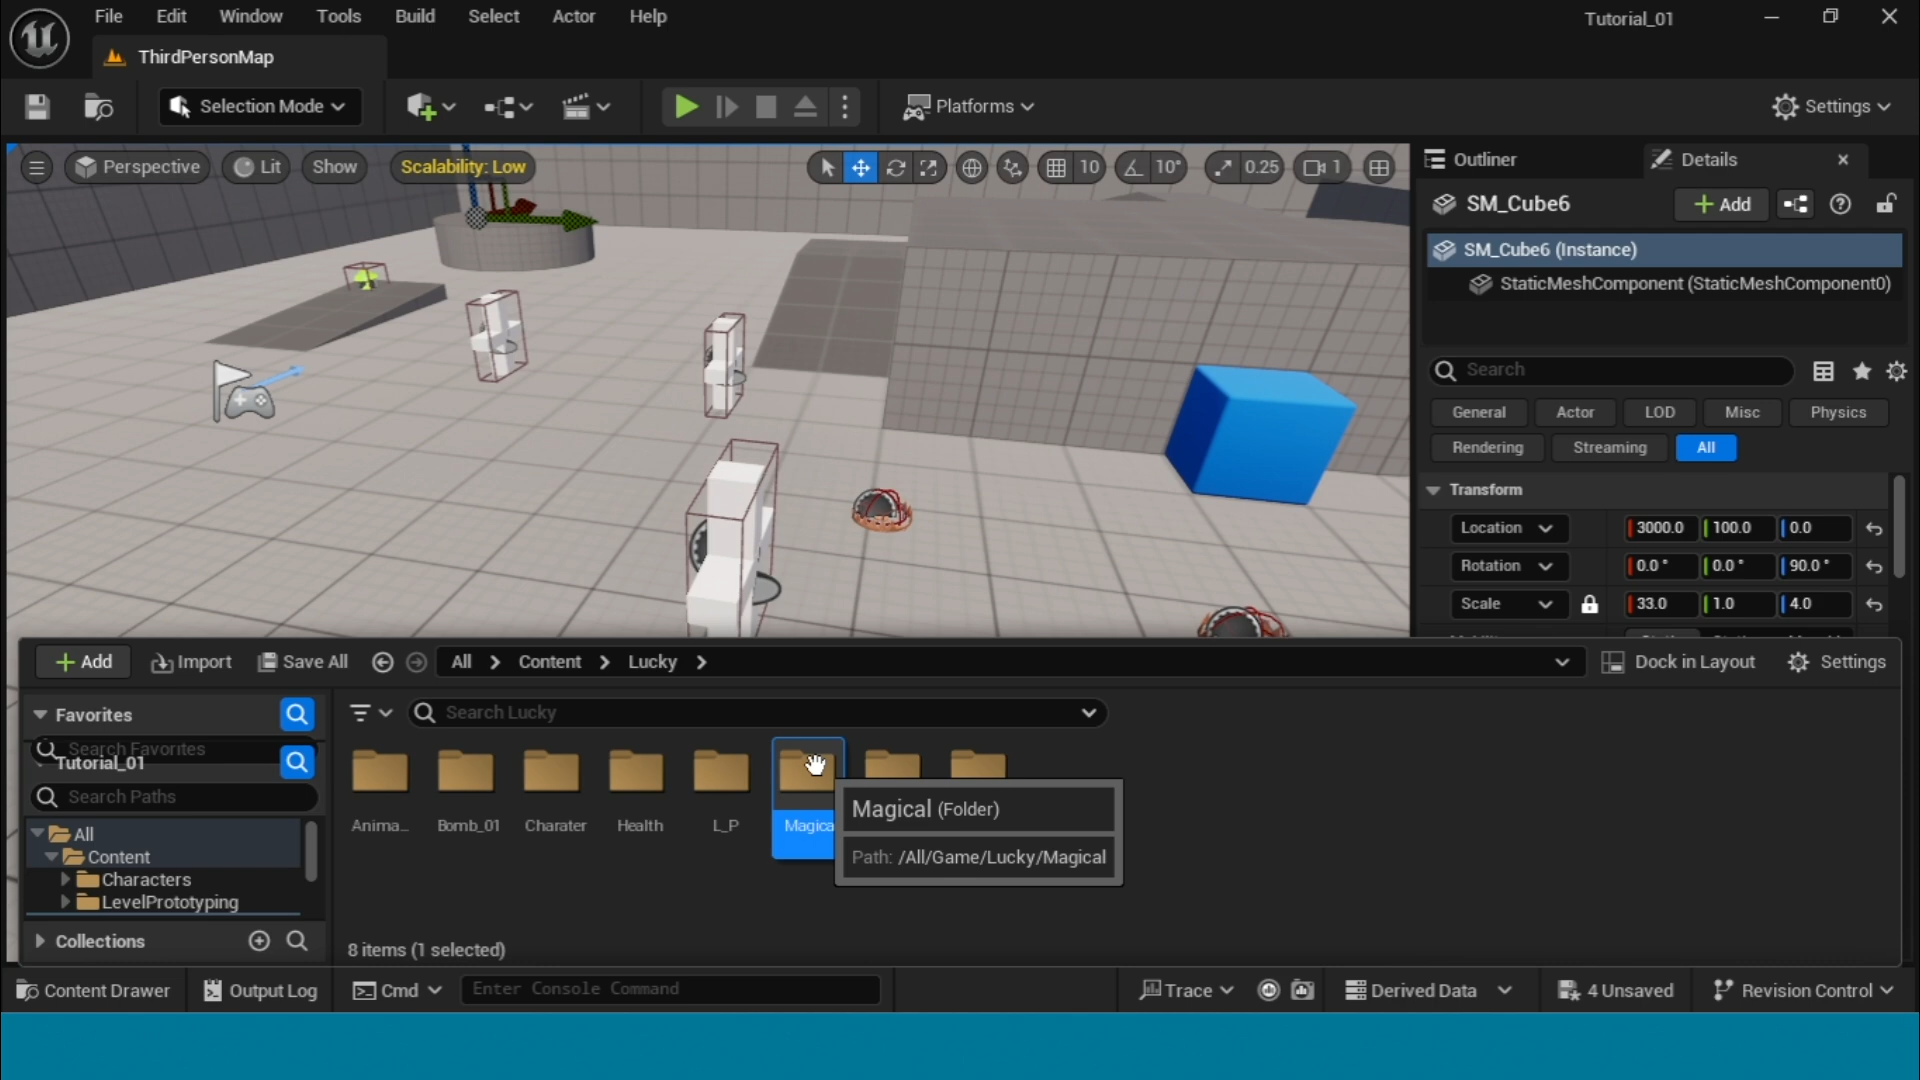 File Edit Window Tools Build Select Actor Help Tutorial_01
ThirdPersonMap
Selection Mode Platforms Settings
Perspective Lit Show Scalability: Low 10 10° 0.25 1
Outliner Details
SM_Cube6 Add
SM_Cube6 (Instance)
StaticMeshComponent (StaticMeshComponent0)
Search
General Actor LOD Misc Physics
Rendering Streaming All
Transform
Location 3000.0 100.0 0.0
Rotation 0.0° 0.0° 90.0°
Scale 33.0 1.0 4.0
Add Import Save All All Content Lucky Dock in Layout Settings
Favorites
Search Lucky
Search Favorites
Tutorial_01
Search Paths
All
Content
Characters
LevelPrototyping
Collections
Anima... Bomb_01 Charater Health L_P Magica
Magical (Folder)
Path: /All/Game/Lucky/Magical
8 items (1 selected)
Content Drawer Output Log Cmd Enter Console Command Trace Derived Data 4 Unsaved Revision Control